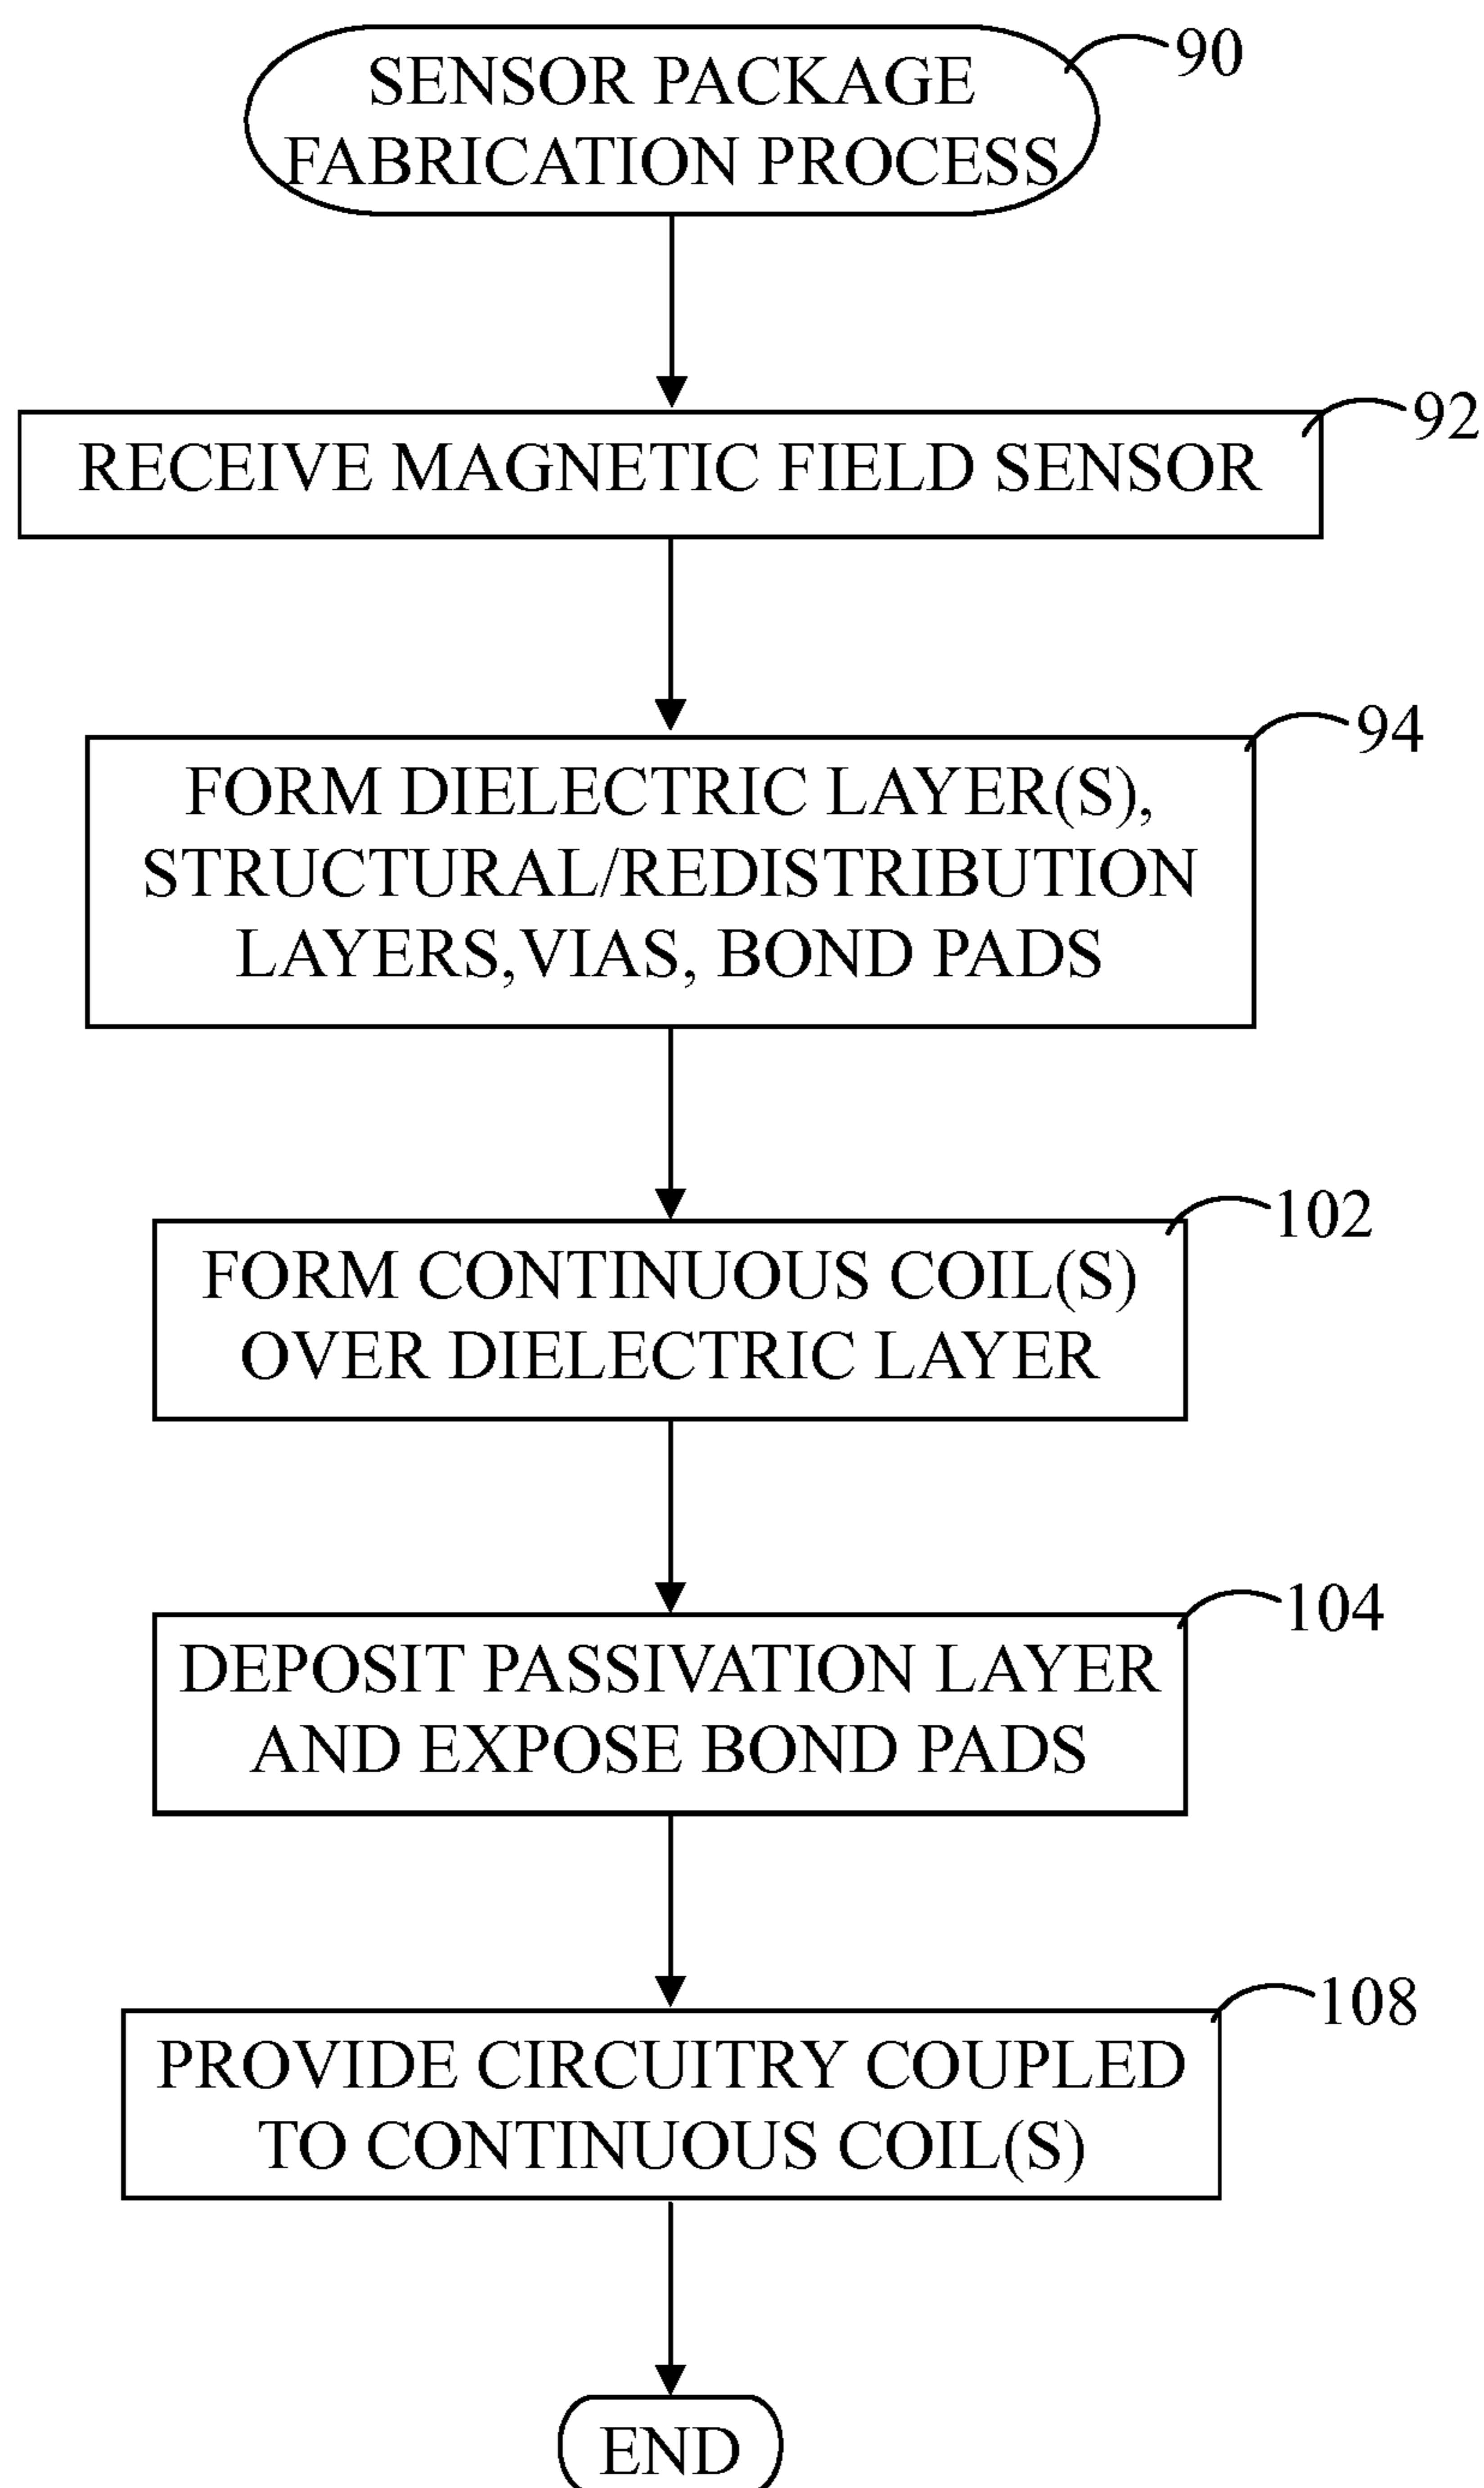 90
SENSOR PACKAGE
FABRICATION PROCESS
92
RECEIVE MAGNETIC FIELD SENSOR
94
FORM DIELECTRIC LAYER(S),
STRUCTURAL/REDISTRIBUTION
LAYERS,VIAS, BOND PADS
102
FORM CONTINUOUS COIL(S)
OVER DIELECTRIC LAYER
104
DEPOSIT PASSIVATION LAYER
AND EXPOSE BOND PADS
108
PROVIDE CIRCUITRY COUPLED
TO CONTINUOUS COIL(S)
END